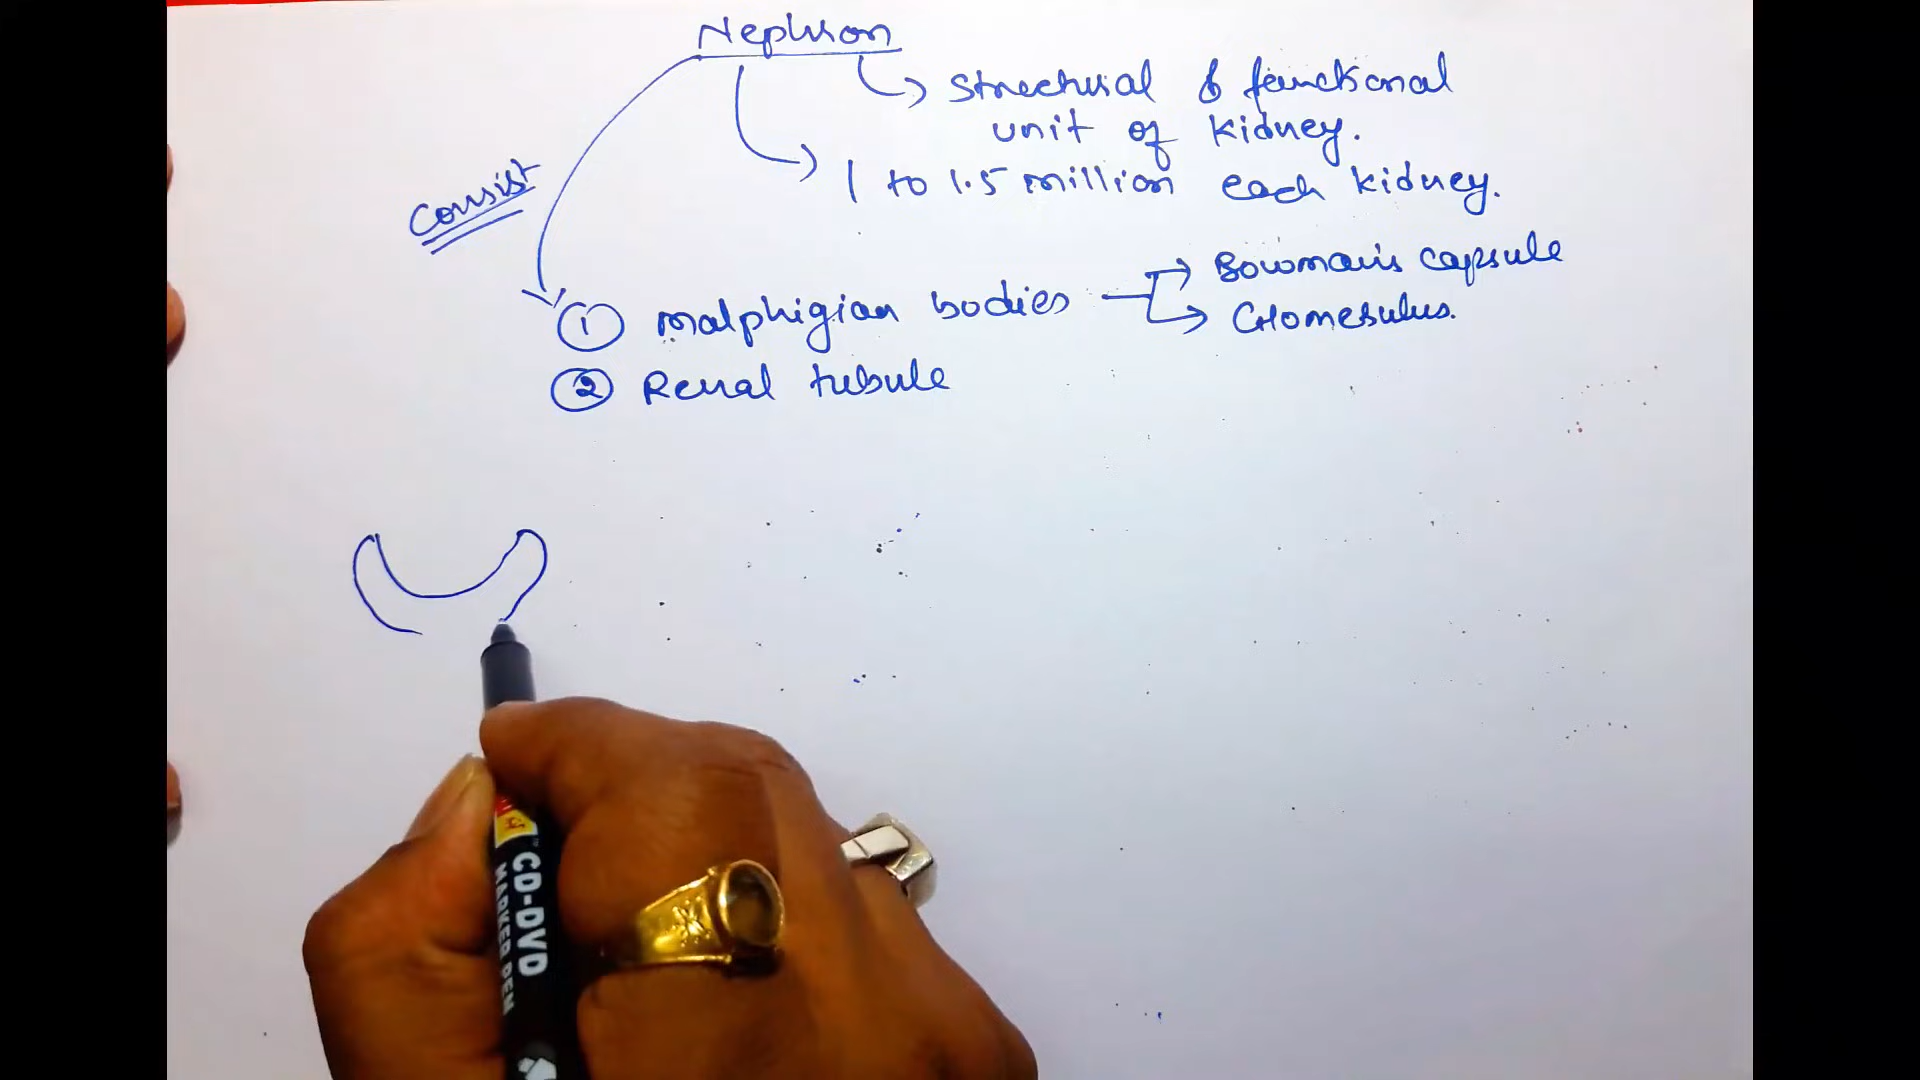 Nephron
Structural & functional
unit of kidney.
1 to 1.5 million each kidney.
Consist
Bowman's capsule
① malphigian bodies
Glomerulus.
② Renal tubule
CD-DVD
MARKER PEN